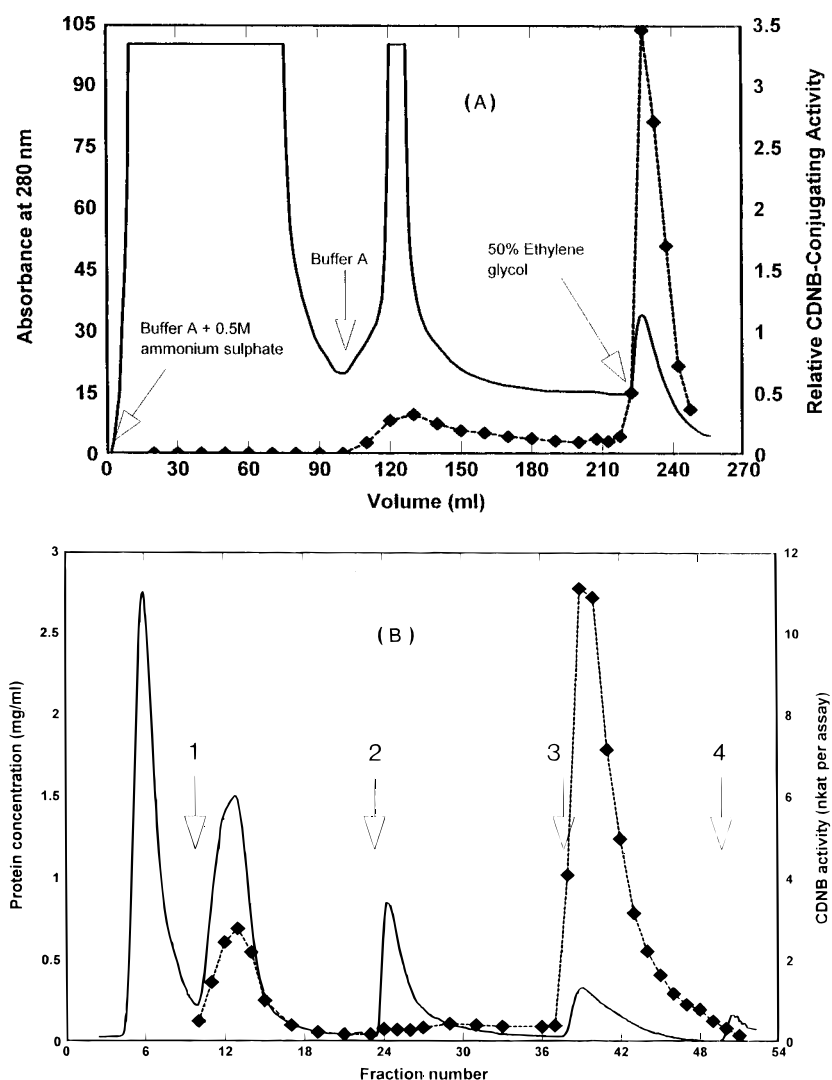 105
90
75
60
45
30
15
0
Absorbance at 280 nm
3.5
3
2.5
2
1.5
1
0.5
0
Relative CDNB-Conjugating Activity
(A)
Buffer A + 0.5M
ammonium sulphate
Buffer A
50% Ethylene
glycol
0 30 60 90 120 150 180 210 240 270
Volume (ml)
3
2.5
2
1.5
1
0.5
0
Protein concentration (mg/ml)
12
10
8
6
4
2
0
CDNB activity (nkat per assay)
(B)
1
2
3
4
0 6 12 18 24 30 36 42 48 54
Fraction number